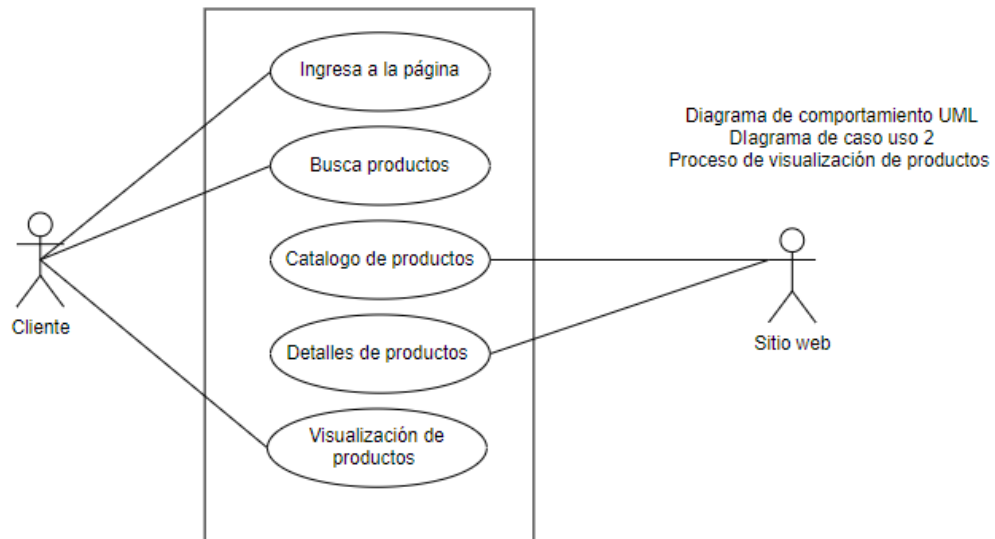 Ingresa a la página
Busca productos
Catalogo de productos
Detalles de productos
Visualización de
productos
Cliente
Diagrama de comportamiento UML
DIagrama de caso uso 2
Proceso de visualización de productos
Sitio web